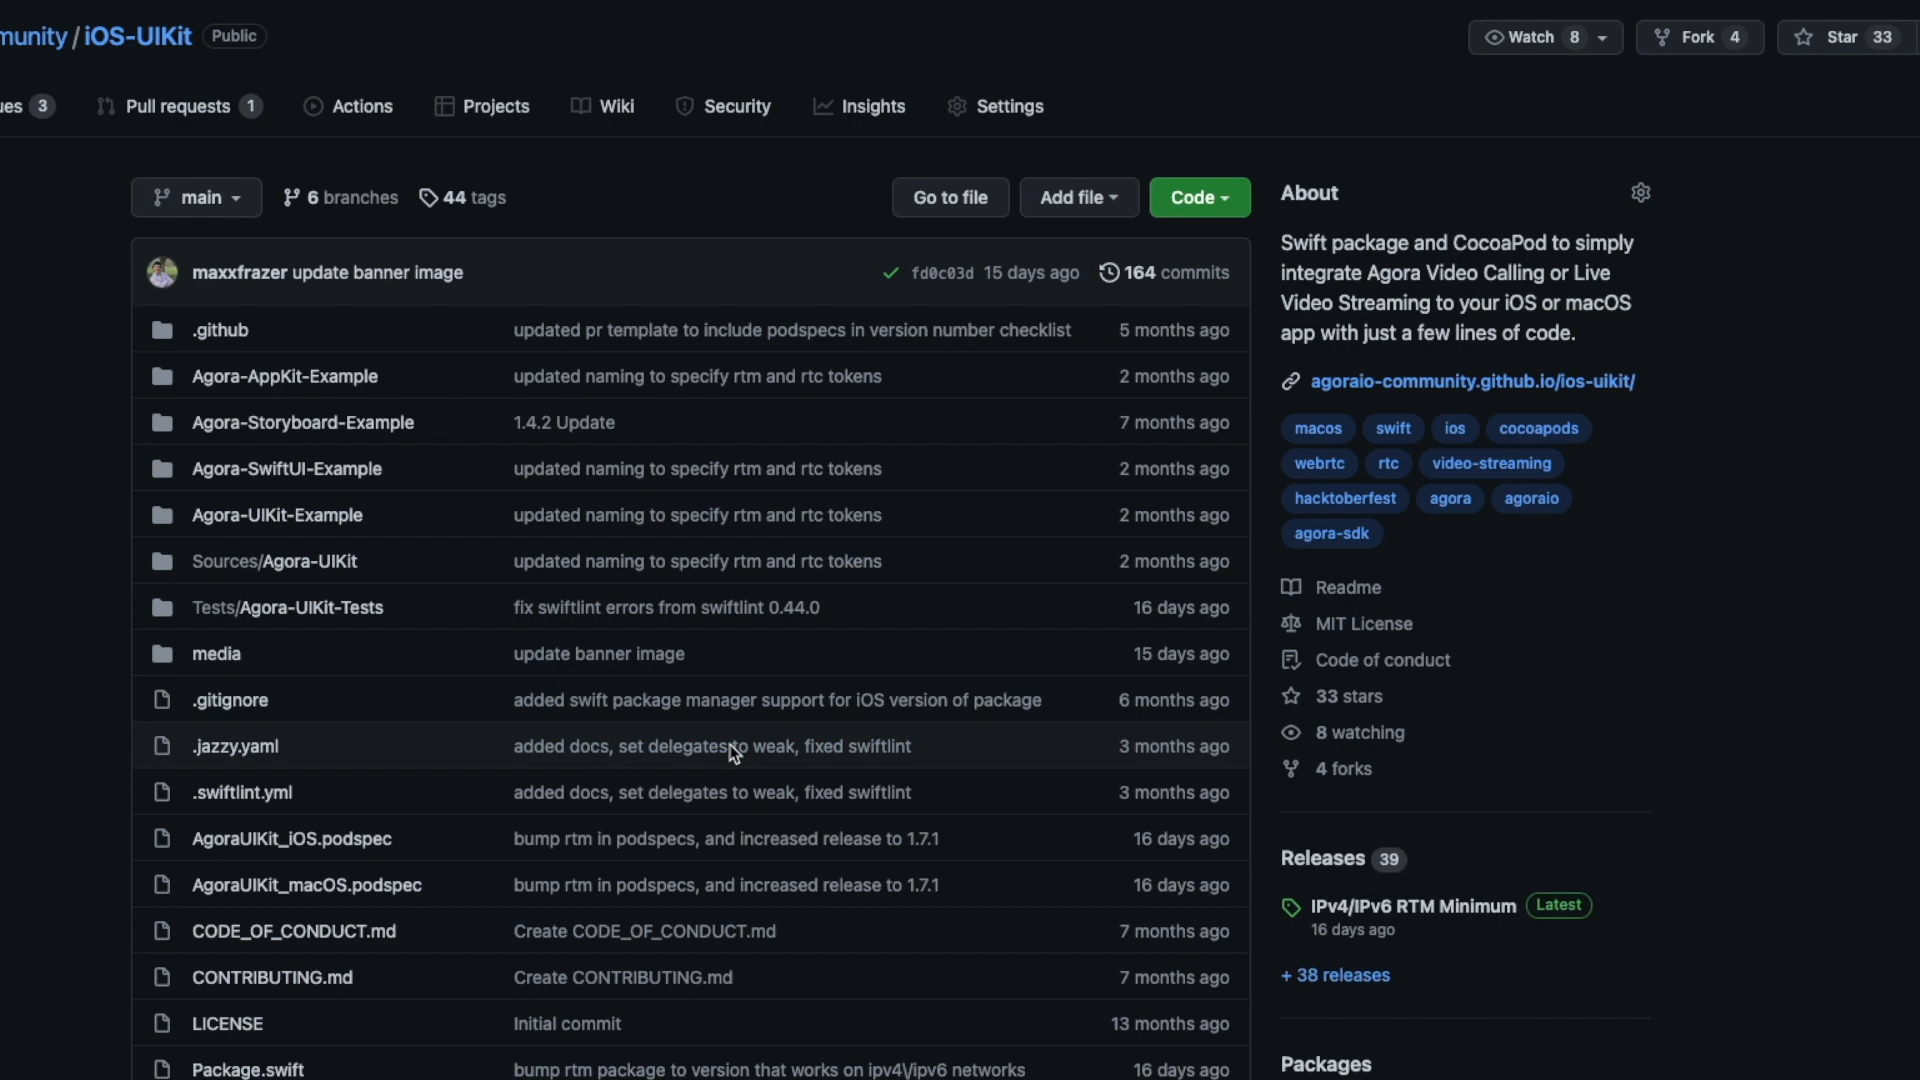 munity / iOS-UIKit Public
Watch 8 Fork 4 Star 33
ues 3 Pull requests 1 Actions Projects Wiki Security Insights Settings
main 6 branches 44 tags Go to file Add file Code
maxxfrazer update banner image fd0c03d 15 days ago 164 commits
.github updated pr template to include podspecs in version number checklist 5 months ago
Agora-AppKit-Example updated naming to specify rtm and rtc tokens 2 months ago
Agora-Storyboard-Example 1.4.2 Update 7 months ago
Agora-SwiftUI-Example updated naming to specify rtm and rtc tokens 2 months ago
Agora-UIKit-Example updated naming to specify rtm and rtc tokens 2 months ago
Sources/Agora-UIKit updated naming to specify rtm and rtc tokens 2 months ago
Tests/Agora-UIKit-Tests fix swiftlint errors from swiftlint 0.44.0 16 days ago
media update banner image 15 days ago
.gitignore added swift package manager support for iOS version of package 6 months ago
.jazzy.yaml added docs, set delegates to weak, fixed swiftlint 3 months ago
.swiftlint.yml added docs, set delegates to weak, fixed swiftlint 3 months ago
AgoraUIKit_iOS.podspec bump rtm in podspecs, and increased release to 1.7.1 16 days ago
AgoraUIKit_macOS.podspec bump rtm in podspecs, and increased release to 1.7.1 16 days ago
CODE_OF_CONDUCT.md Create CODE_OF_CONDUCT.md 7 months ago
CONTRIBUTING.md Create CONTRIBUTING.md 7 months ago
LICENSE Initial commit 13 months ago
Package.swift bump rtm package to version that works on ipv4\/ipv6 networks 16 days ago
About
Swift package and CocoaPod to simply
integrate Agora Video Calling or Live
Video Streaming to your iOS or macOS
app with just a few lines of code.
agoraio-community.github.io/ios-uikit/
macos swift ios cocoapods
webrtc rtc video-streaming
hacktoberfest agora agoraio
agora-sdk
Readme
MIT License
Code of conduct
33 stars
8 watching
4 forks
Releases 39
IPv4/IPv6 RTM Minimum Latest
16 days ago
+ 38 releases
Packages